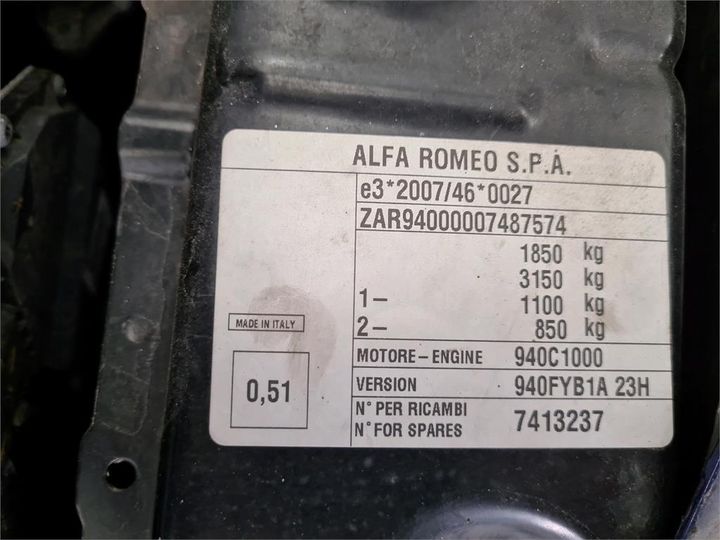 ALFA ROMEO S.P.A.
e3*2007/46*0027
ZAR94000007487574
1850 kg
3150 kg
1– 1100 kg
2– 850 kg
MADE IN ITALY
MOTORE–ENGINE 940C1000
0,51
VERSION 940FYB1A 23H
N° PER RICAMBI
N° FOR SPARES
7413237